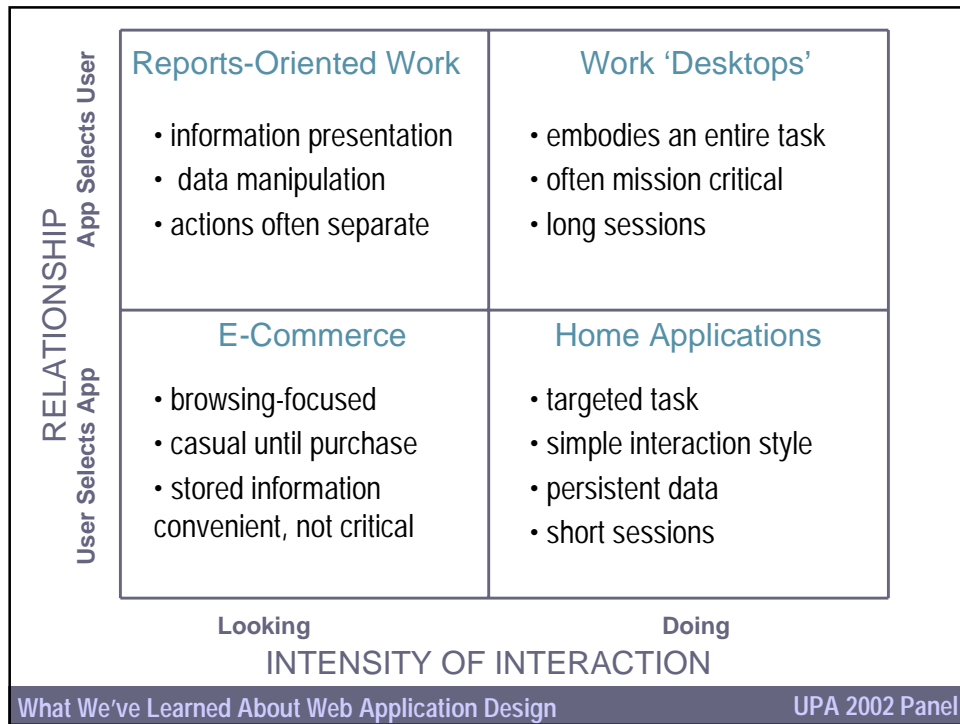 Reports-Oriented Work
• information presentation
• data manipulation
• actions often separate
Work ‘Desktops’
• embodies an entire task
• often mission critical
• long sessions
E-Commerce
• browsing-focused
• casual until purchase
• stored information
convenient, not critical
Home Applications
• targeted task
• simple interaction style
• persistent data
• short sessions
RELATIONSHIP
App Selects User
User Selects App
Looking
Doing
INTENSITY OF INTERACTION
What We’ve Learned About Web Application Design
UPA 2002 Panel